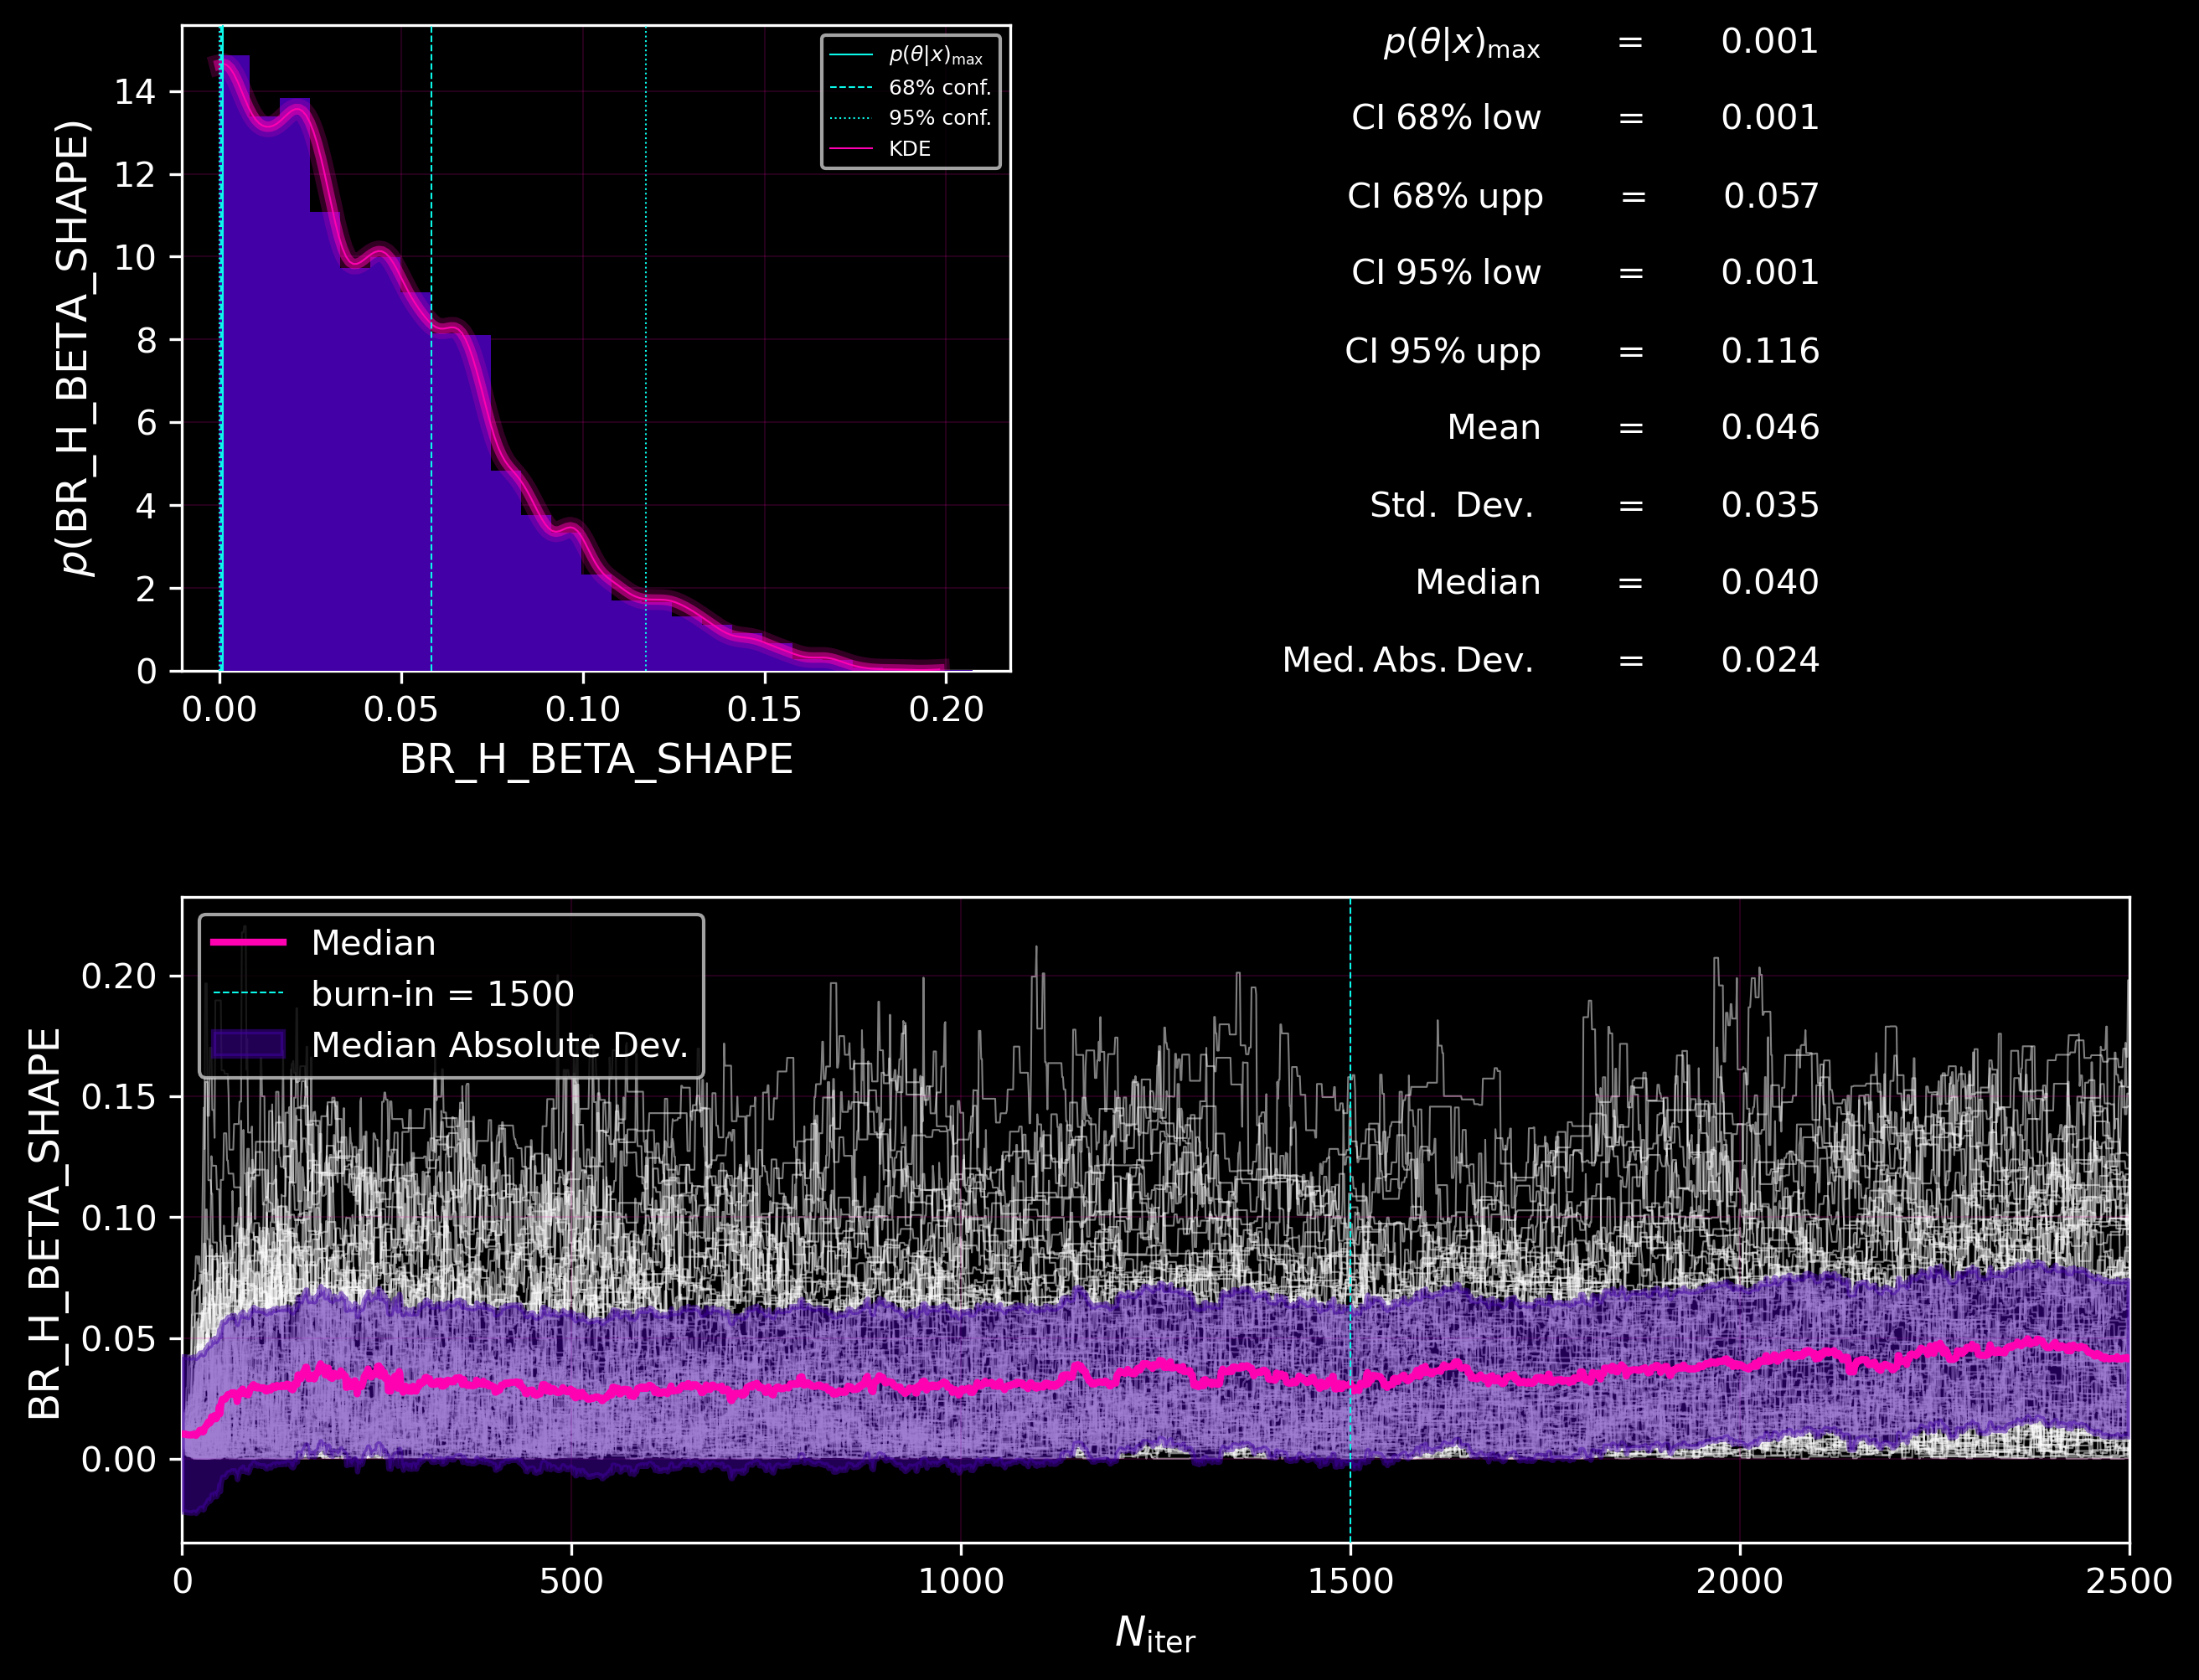 p(BR_H_BETA_SHAPE)
14
12
10
8
6
4
2
0
0.00 0.05 0.10 0.15 0.20
BR_H_BETA_SHAPE
p(θ|x)max
68% conf.
95% conf.
KDE
p(θ|x)max = 0.001
CI 68% low = 0.001
CI 68% upp = 0.057
CI 95% low = 0.001
CI 95% upp = 0.116
Mean = 0.046
Std. Dev. = 0.035
Median = 0.040
Med. Abs. Dev. = 0.024
BR_H_BETA_SHAPE
0.20
0.15
0.10
0.05
0.00
Median
burn-in = 1500
Median Absolute Dev.
0 500 1000 1500 2000 2500
Niter